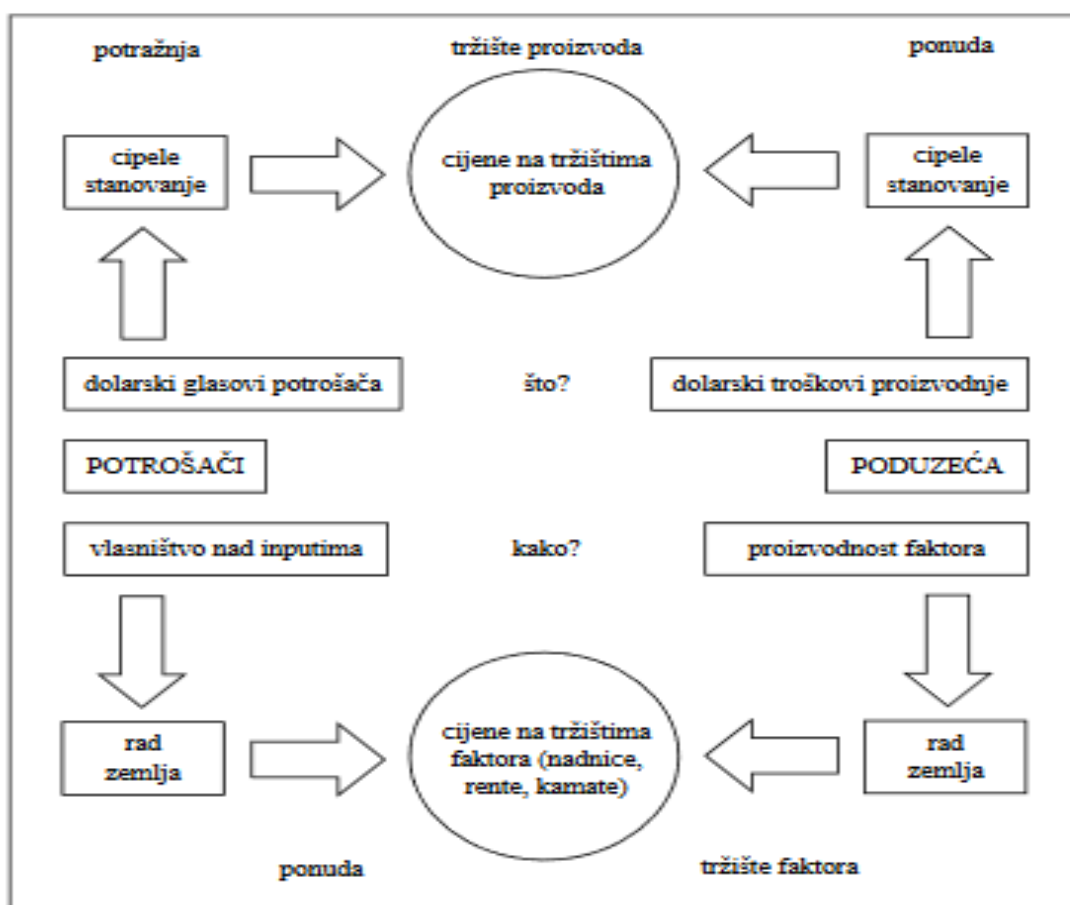 potražnja
tržište proizvoda
ponuda
cipele
stanovanje
cijene na tržištima
proizvoda
cipele
stanovanje
dolarski glasovi potrošača
što?
dolarski troškovi proizvodnje
POTROŠAČI
PODUZEĆA
vlasništvo nad inputima
kako?
proizvodnost faktora
rad
zemlja
cijene na tržištima
faktora (nadnice,
rente, kamate)
rad
zemlja
ponuda
tržište faktora